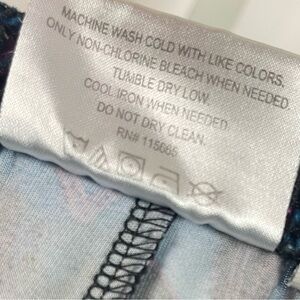 MACHINE WASH COLD WITH LIKE COLORS.
ONLY NON-CHLORINE BLEACH WHEN NEEDED.
TUMBLE DRY LOW.
COOL IRON WHEN NEEDED.
DO NOT DRY CLEAN.
RN# 115665